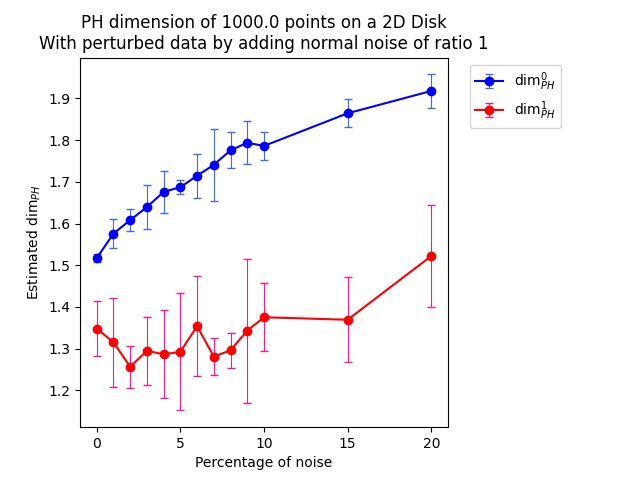 PH dimension of 1000.0 points on a 2D Disk
With perturbed data by adding normal noise of ratio 1
dim⁰PH
dim¹PH
Estimated dimPH
1.9
1.8
1.7
1.6
1.5
1.4
1.3
1.2
0 5 10 15 20
Percentage of noise